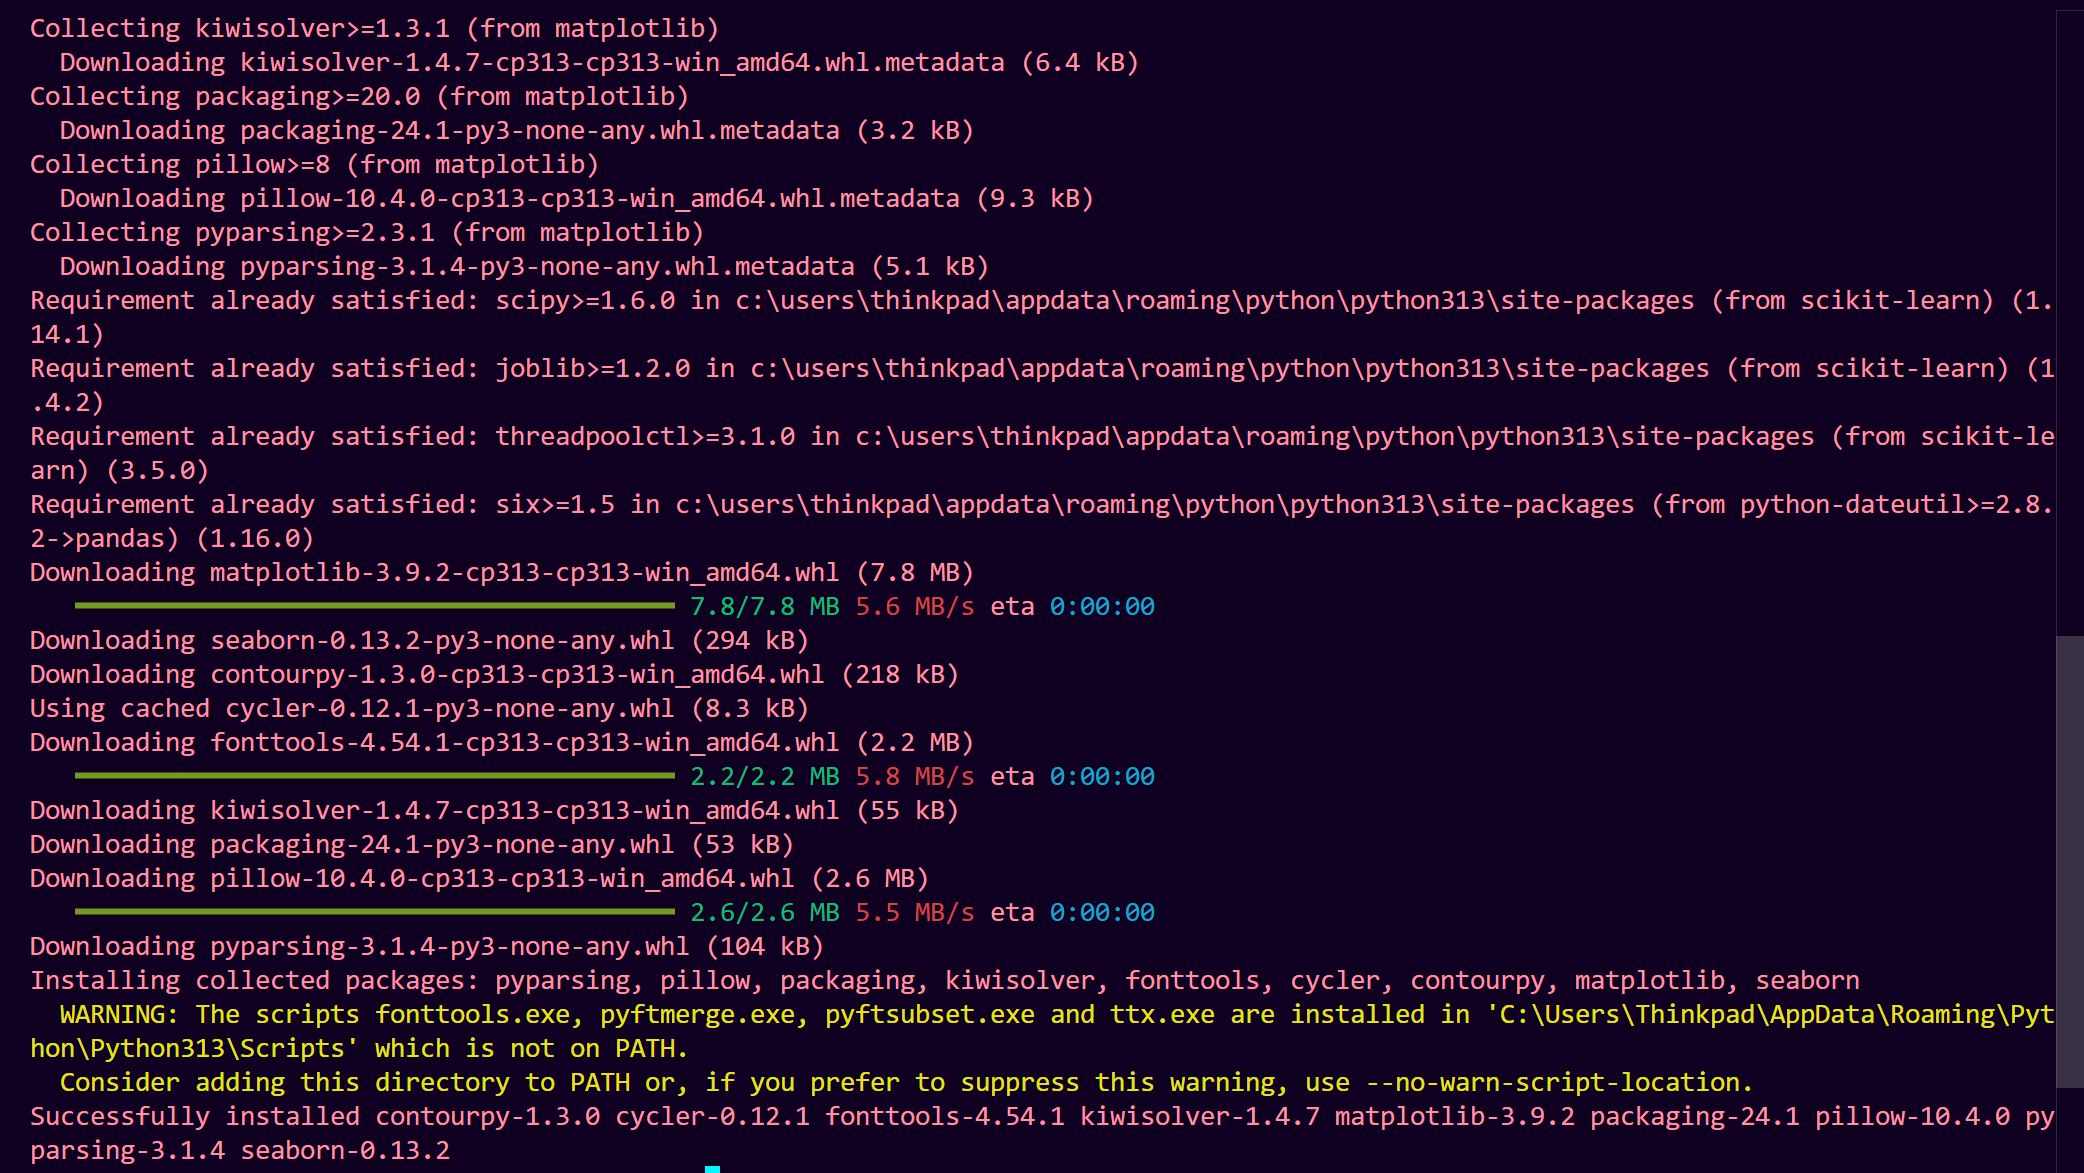 Collecting kiwisolver>=1.3.1 (from matplotlib)
  Downloading kiwisolver-1.4.7-cp313-cp313-win_amd64.whl.metadata (6.4 kB)
Collecting packaging>=20.0 (from matplotlib)
  Downloading packaging-24.1-py3-none-any.whl.metadata (3.2 kB)
Collecting pillow>=8 (from matplotlib)
  Downloading pillow-10.4.0-cp313-cp313-win_amd64.whl.metadata (9.3 kB)
Collecting pyparsing>=2.3.1 (from matplotlib)
  Downloading pyparsing-3.1.4-py3-none-any.whl.metadata (5.1 kB)
Requirement already satisfied: scipy>=1.6.0 in c:\users\thinkpad\appdata\roaming\python\python313\site-packages (from scikit-learn) (1.
14.1)
Requirement already satisfied: joblib>=1.2.0 in c:\users\thinkpad\appdata\roaming\python\python313\site-packages (from scikit-learn) (1
.4.2)
Requirement already satisfied: threadpoolctl>=3.1.0 in c:\users\thinkpad\appdata\roaming\python\python313\site-packages (from scikit-le
arn) (3.5.0)
Requirement already satisfied: six>=1.5 in c:\users\thinkpad\appdata\roaming\python\python313\site-packages (from python-dateutil>=2.8.
2->pandas) (1.16.0)
Downloading matplotlib-3.9.2-cp313-cp313-win_amd64.whl (7.8 MB)
   7.8/7.8 MB 5.6 MB/s eta 0:00:00
Downloading seaborn-0.13.2-py3-none-any.whl (294 kB)
Downloading contourpy-1.3.0-cp313-cp313-win_amd64.whl (218 kB)
Using cached cycler-0.12.1-py3-none-any.whl (8.3 kB)
Downloading fonttools-4.54.1-cp313-cp313-win_amd64.whl (2.2 MB)
   2.2/2.2 MB 5.8 MB/s eta 0:00:00
Downloading kiwisolver-1.4.7-cp313-cp313-win_amd64.whl (55 kB)
Downloading packaging-24.1-py3-none-any.whl (53 kB)
Downloading pillow-10.4.0-cp313-cp313-win_amd64.whl (2.6 MB)
   2.6/2.6 MB 5.5 MB/s eta 0:00:00
Downloading pyparsing-3.1.4-py3-none-any.whl (104 kB)
Installing collected packages: pyparsing, pillow, packaging, kiwisolver, fonttools, cycler, contourpy, matplotlib, seaborn
  WARNING: The scripts fonttools.exe, pyftmerge.exe, pyftsubset.exe and ttx.exe are installed in 'C:\Users\Thinkpad\AppData\Roaming\Pyt
hon\Python313\Scripts' which is not on PATH.
  Consider adding this directory to PATH or, if you prefer to suppress this warning, use --no-warn-script-location.
Successfully installed contourpy-1.3.0 cycler-0.12.1 fonttools-4.54.1 kiwisolver-1.4.7 matplotlib-3.9.2 packaging-24.1 pillow-10.4.0 py
parsing-3.1.4 seaborn-0.13.2